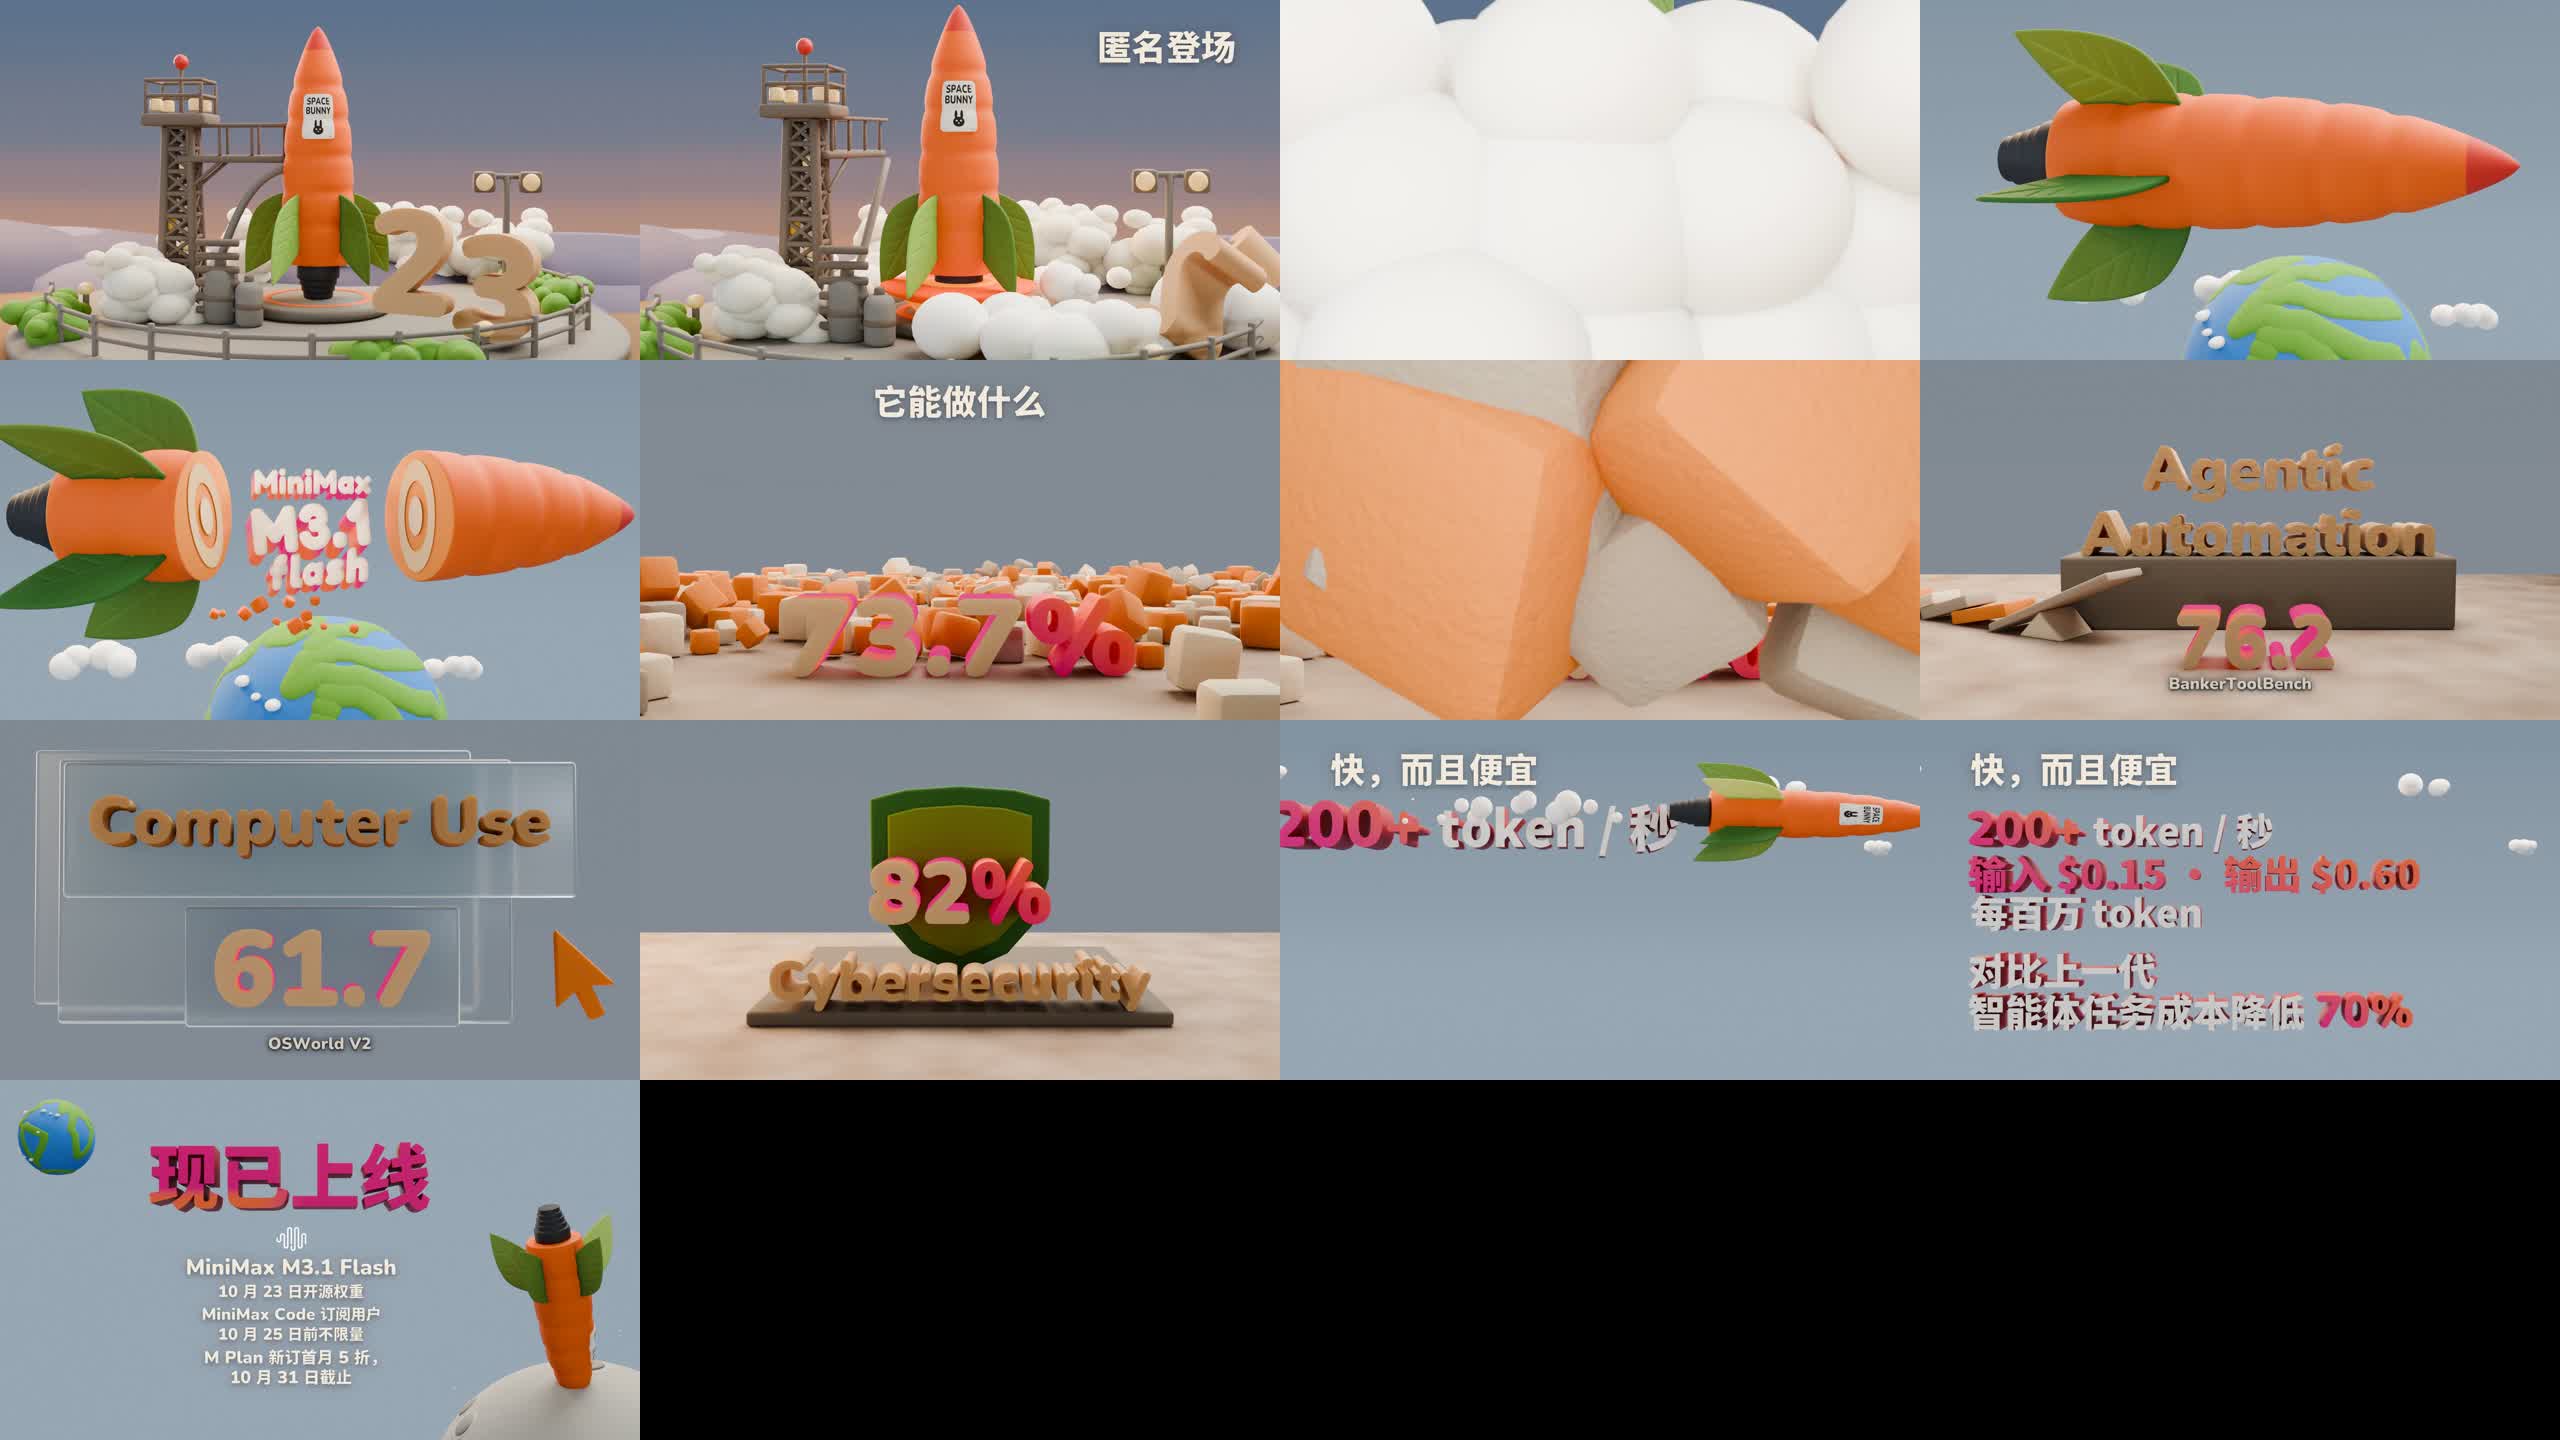 SPACE
BUNNY
23
匿名登场
SPACE
BUNNY
MiniMax
M3.1
flash
它能做什么
73.7%
Agentic
Automation
76.2
BankerToolBench
Computer Use
61.7
OSWorld V2
82%
Cybersecurity
快，而且便宜
200+ token / 秒
SPACE
BUNNY
快，而且便宜
200+ token / 秒
输入 $0.15 · 输出 $0.60
每百万 token
对比上一代
智能体任务成本降低 70%
现已上线
MiniMax M3.1 Flash
10 月 23 日开源权重
MiniMax Code 订阅用户
10 月 25 日前不限量
M Plan 新订首月 5 折，
10 月 31 日截止